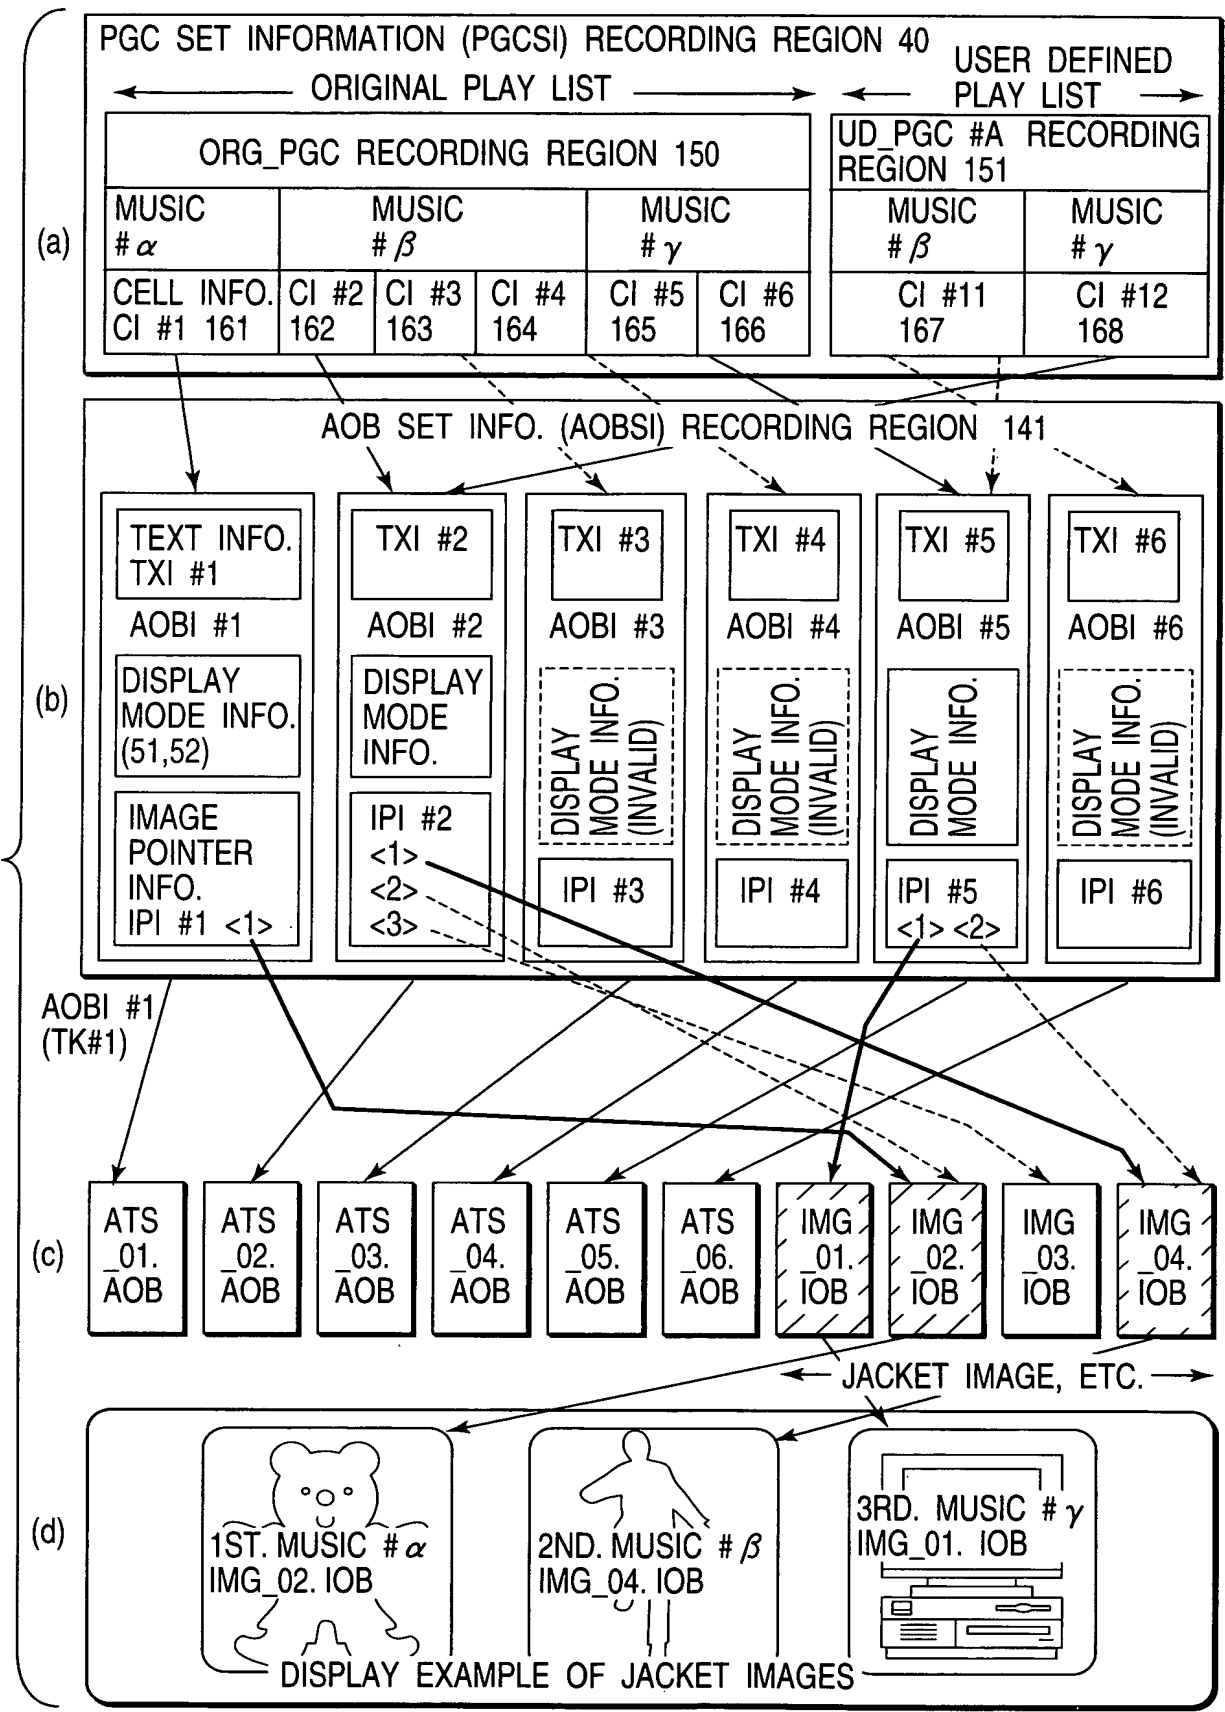 PGC SET INFORMATION (PGCSI) RECORDING REGION 40
ORIGINAL PLAY LIST
USER DEFINED
PLAY LIST
ORG_PGC RECORDING REGION 150
UD_PGC #A RECORDING
REGION 151
(a)
MUSIC
# α
MUSIC
# β
MUSIC
# γ
MUSIC
# β
MUSIC
# γ
CELL INFO.
CI #1 161
CI #2
162
CI #3
163
CI #4
164
CI #5
165
CI #6
166
CI #11
167
CI #12
168
AOB SET INFO. (AOBSI) RECORDING REGION 141
(b)
TEXT INFO.
TXI #1
AOBI #1
DISPLAY
MODE INFO.
(51,52)
IMAGE
POINTER
INFO.
IPI #1 <1>
TXI #2
AOBI #2
DISPLAY
MODE
INFO.
IPI #2
<1>
<2>
<3>
TXI #3
AOBI #3
DISPLAY
MODE INFO.
(INVALID)
IPI #3
TXI #4
AOBI #4
DISPLAY
MODE INFO.
(INVALID)
IPI #4
TXI #5
AOBI #5
DISPLAY
MODE INFO.
IPI #5
<1> <2>
TXI #6
AOBI #6
DISPLAY
MODE INFO.
(INVALID)
IPI #6
AOBI #1
(TK#1)
(c)
ATS
_01.
AOB
ATS
_02.
AOB
ATS
_03.
AOB
ATS
_04.
AOB
ATS
_05.
AOB
ATS
_06.
AOB
IMG
_01.
IOB
IMG
_02.
IOB
IMG
_03.
IOB
IMG
_04.
IOB
JACKET IMAGE, ETC.
(d)
1ST. MUSIC # α
IMG_02. IOB
2ND. MUSIC # β
IMG_04. IOB
3RD. MUSIC # γ
IMG_01. IOB
DISPLAY EXAMPLE OF JACKET IMAGES